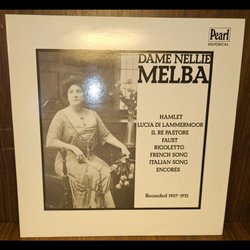 Pearl
HISTORICAL
DAME NELLIE
MELBA
HAMLET
LUCIA DI LAMMERMOOR
IL RE PASTORE
FAUST
RIGOLETTO
FRENCH SONG
ITALIAN SONG
ENCORES
Recorded 1907-1921